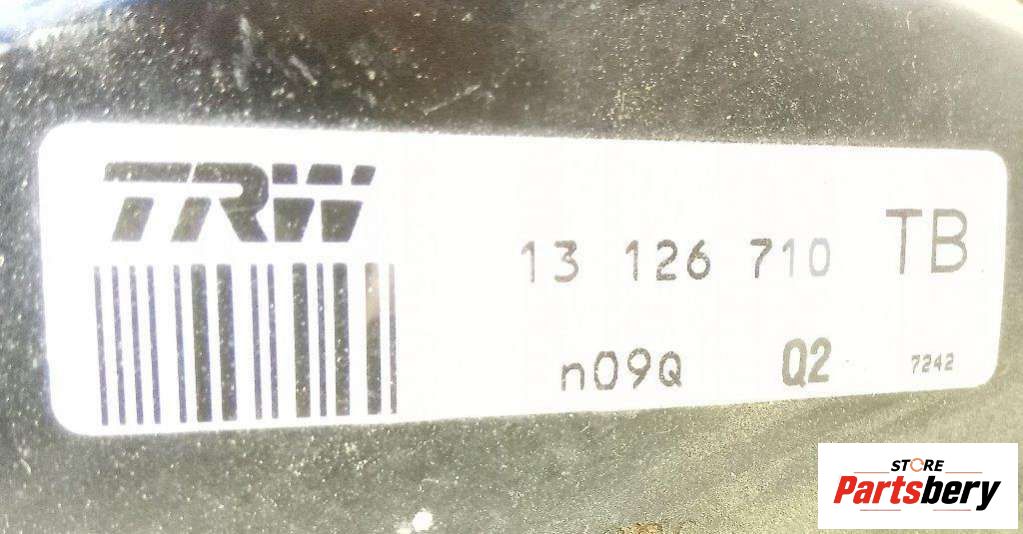 TRW
13 126 710 TB
n09Q Q2 7242
STORE
Partsbery